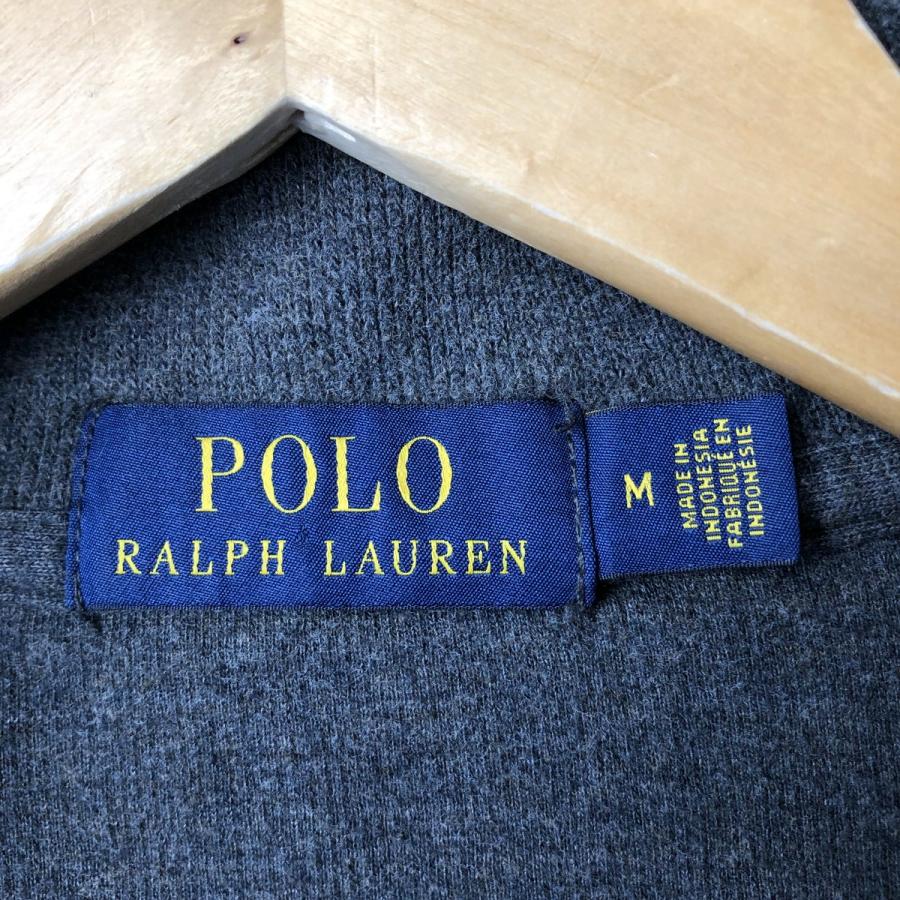 POLO
RALPH LAUREN
M
MADE IN
INDONESIA
FABRIQUÉ EN
INDONÉSIE